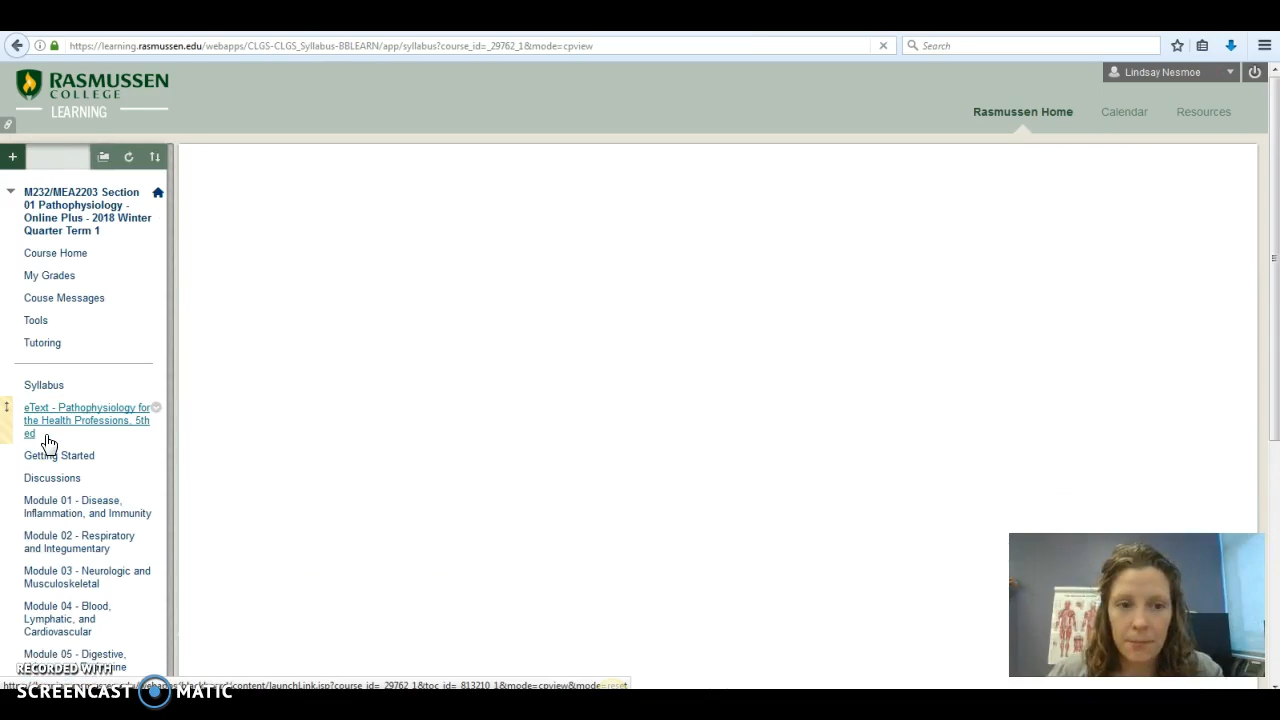 https://learning.rasmussen.edu/webapps/CLGS-CLGS_Syllabus-BBLEARN/app/syllabus?course_id=_29762_1&mode=cpview
Search
RASMUSSEN
COLLEGE
LEARNING
Lindsay Nesmoe
Rasmussen Home
Calendar
Resources
M232/MEA2203 Section
01 Pathophysiology -
Online Plus - 2018 Winter
Quarter Term 1
Course Home
My Grades
Couse Messages
Tools
Tutoring
Syllabus
eText - Pathophysiology for
the Health Professions, 5th
ed
Getting Started
Discussions
Module 01 - Disease,
Inflammation, and Immunity
Module 02 - Respiratory
and Integumentary
Module 03 - Neurologic and
Musculoskeletal
Module 04 - Blood,
Lymphatic, and
Cardiovascular
Module 05 - Digestive,
RECORDED WITH
SCREENCAST MATIC